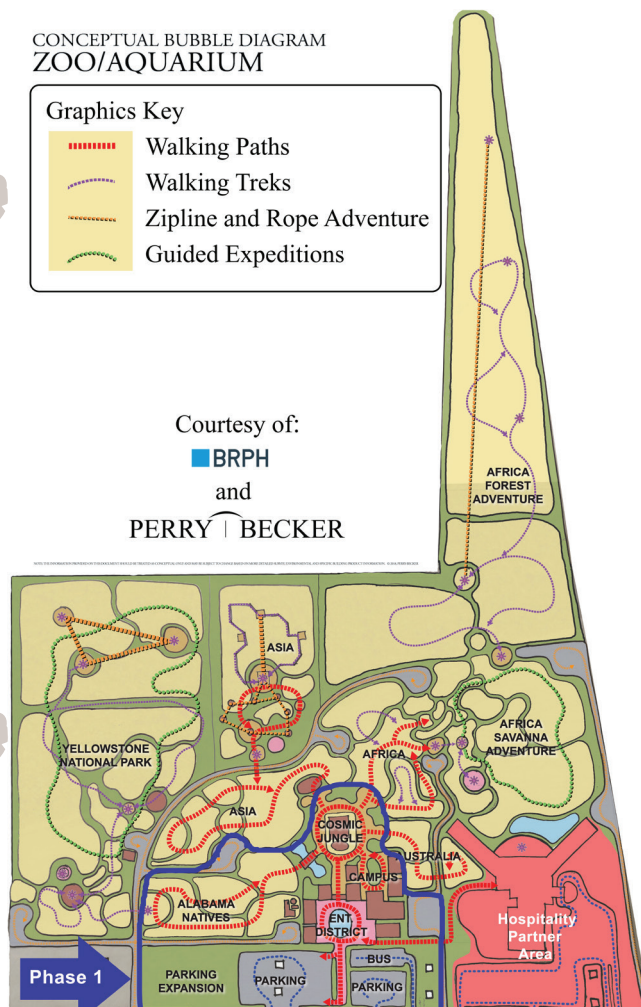 CONCEPTUAL BUBBLE DIAGRAM
ZOO/AQUARIUM
Graphics Key
Walking Paths
Walking Treks
Zipline and Rope Adventure
Guided Expeditions
Courtesy of:
BRPH
and
PERRY | BECKER
AFRICA
FOREST
ADVENTURE
ASIA
YELLOWSTONE
NATIONAL PARK
AFRICA
AFRICA
SAVANNA
ADVENTURE
ASIA
COSMIC
JUNGLE
AUSTRALIA
CAMPUS
ALABAMA
NATIVES
ENT.
DISTRICT
Hospitality
Partner
Area
Phase 1
PARKING
EXPANSION
PARKING
BUS
PARKING